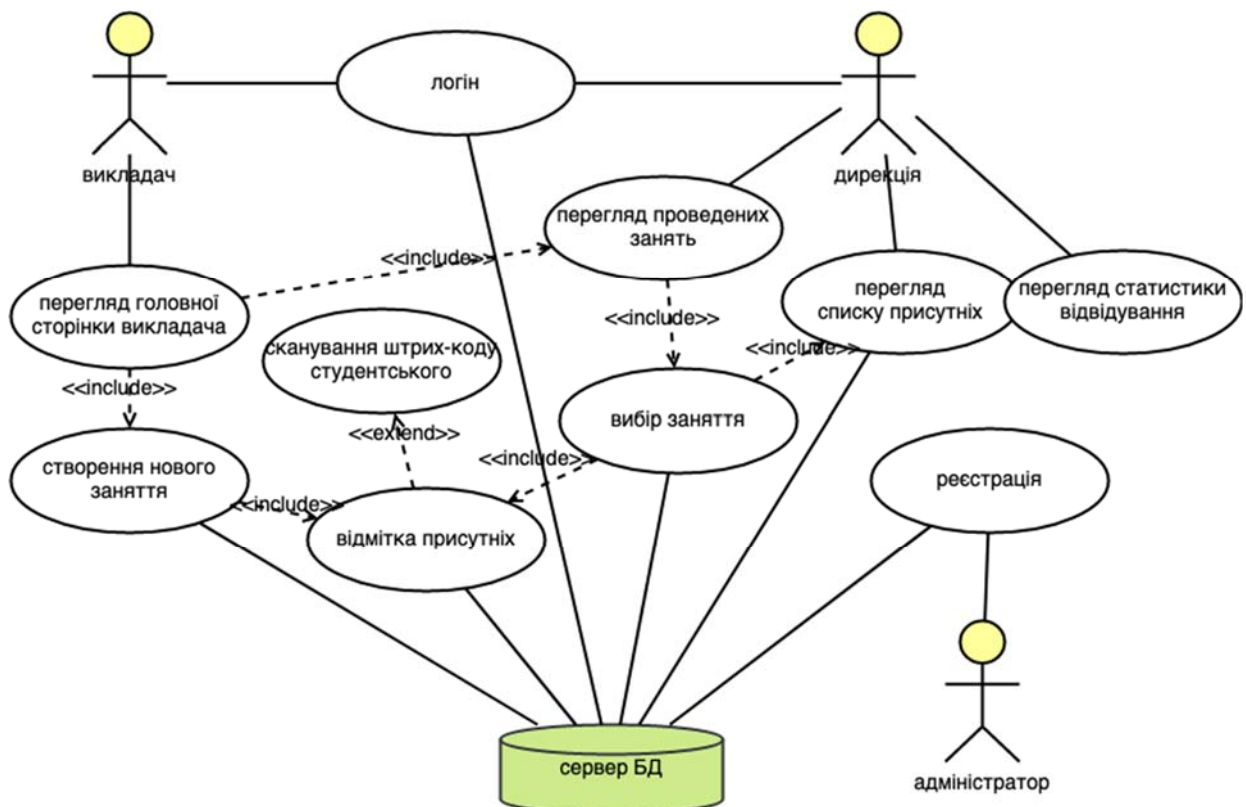 логін
викладач
дирекція
перегляд проведених
занять
<<include>>
перегляд головної
сторінки викладача
перегляд
списку присутніх
перегляд статистики
відвідування
<<include>>
сканування штрих-коду
студентського
<<include>>
<<include>>
<<extend>>
вибір заняття
<<include>>
створення нового
заняття
реєстрація
<<include>>
відмітка присутніх
сервер БД
адміністратор